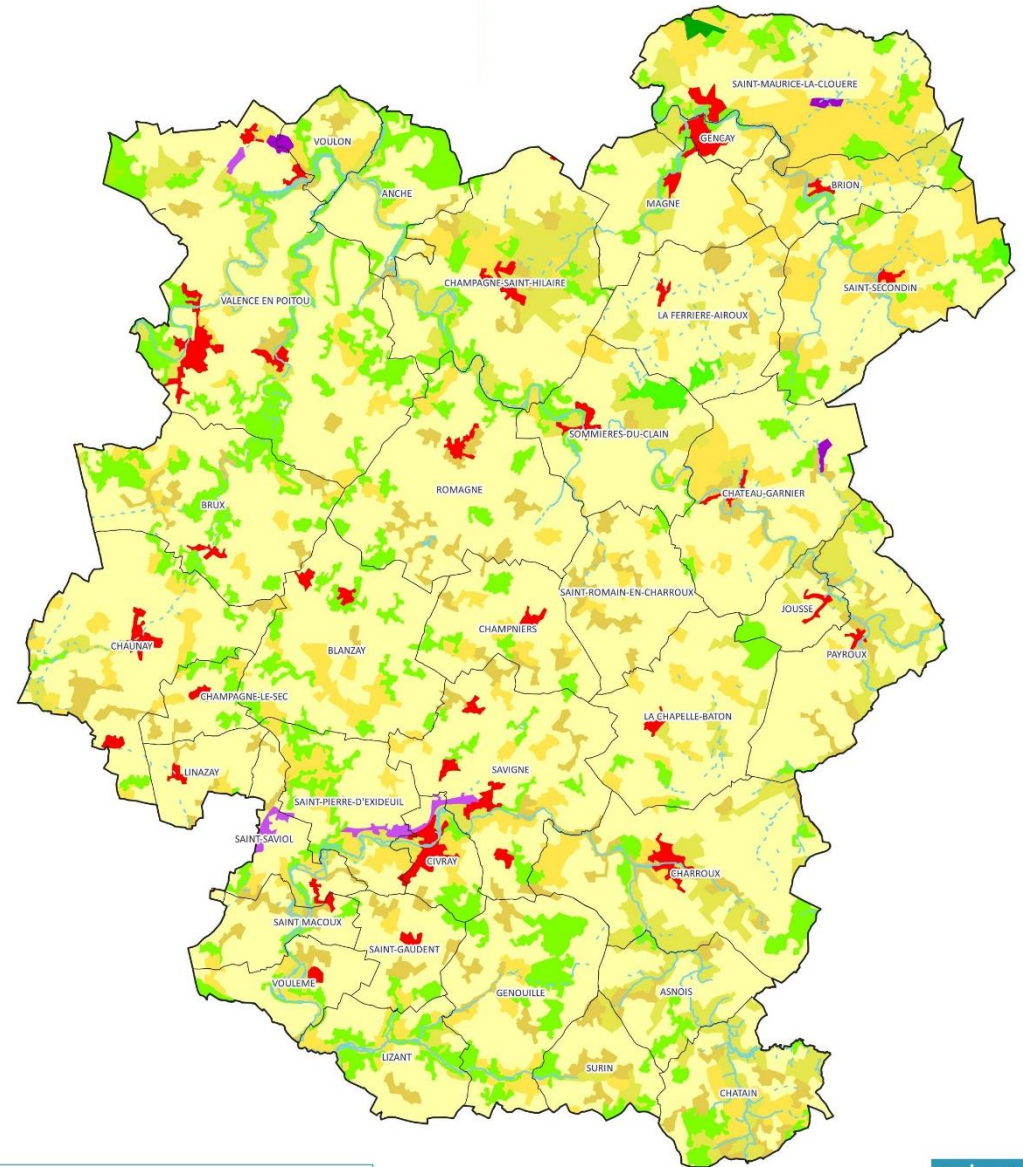 SAINT-MAURICE-LA-CLOUERE
GENCAY
VOULON
BRION
ANCHE
MAGNE
CHAMPAGNE-SAINT-HILAIRE
SAINT-SECONDIN
VALENCE EN POITOU
LA FERRIERE-AIROUX
SOMMIERES-DU-CLAIN
ROMAGNE
CHATEAU-GARNIER
BRUX
SAINT-ROMAIN-EN-CHARROUX
JOUSSE
CHAMPNIERS
CHAUNAY
BLANZAY
PAYROUX
CHAMPAGNE-LE-SEC
LA CHAPELLE-BATON
LINAZAY
SAVIGNE
SAINT-PIERRE-D'EXIDEUIL
SAINT-SAVIOL
CIVRAY
CHARROUX
SAINT MACOUX
SAINT-GAUDENT
VOULEME
GENOUILLE
ASNOIS
LIZANT
SURIN
CHATAIN